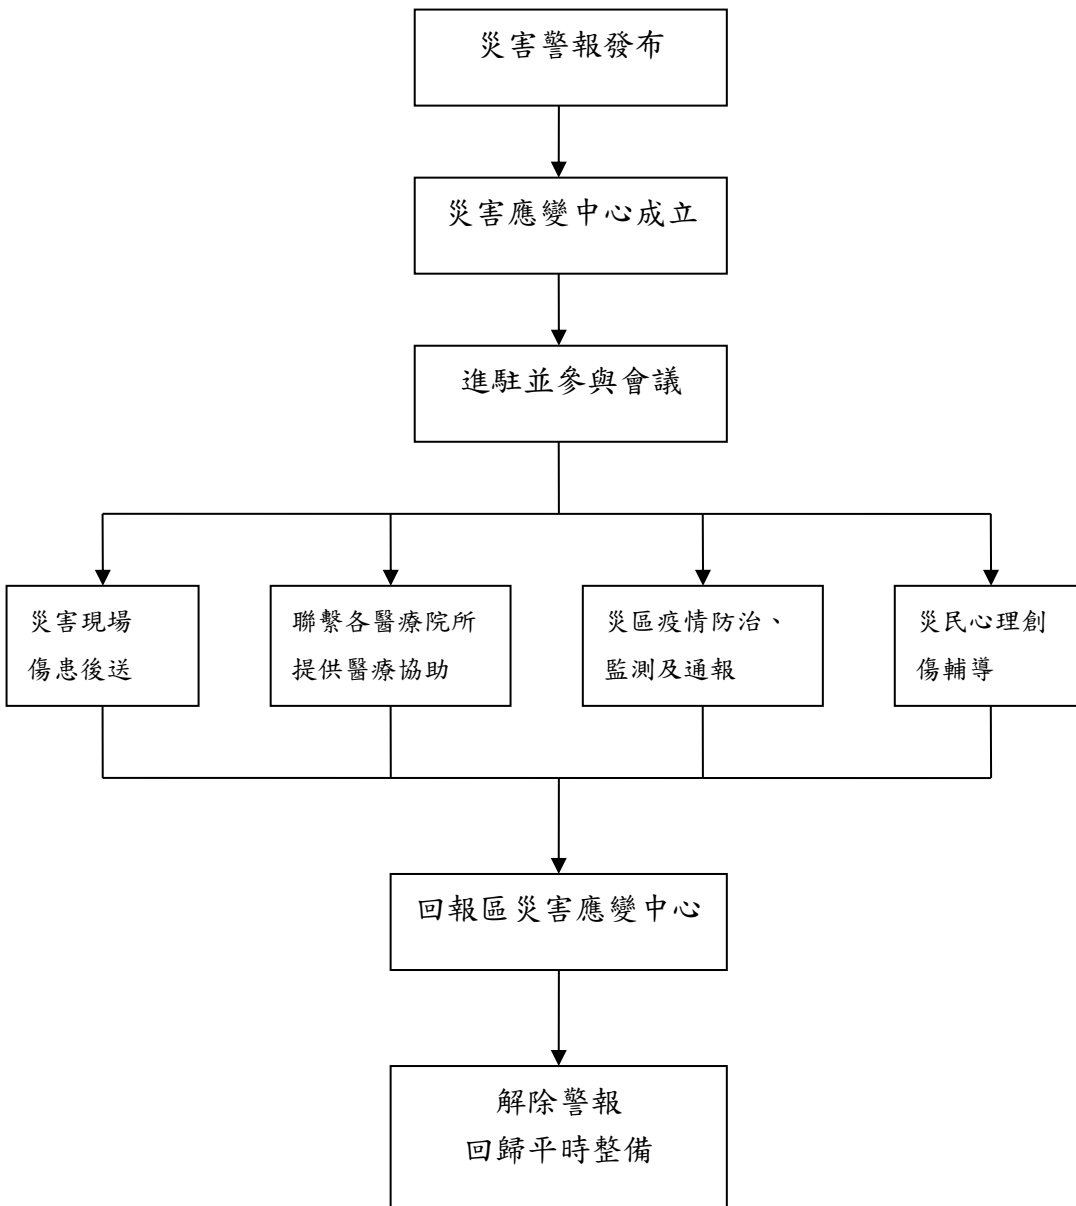 災害警報發布
災害應變中心成立
進駐並參與會議
災害現場
傷患後送
聯繫各醫療院所
提供醫療協助
災區疫情防治、
監測及通報
災民心理創
傷輔導
回報區災害應變中心
解除警報
回歸平時整備